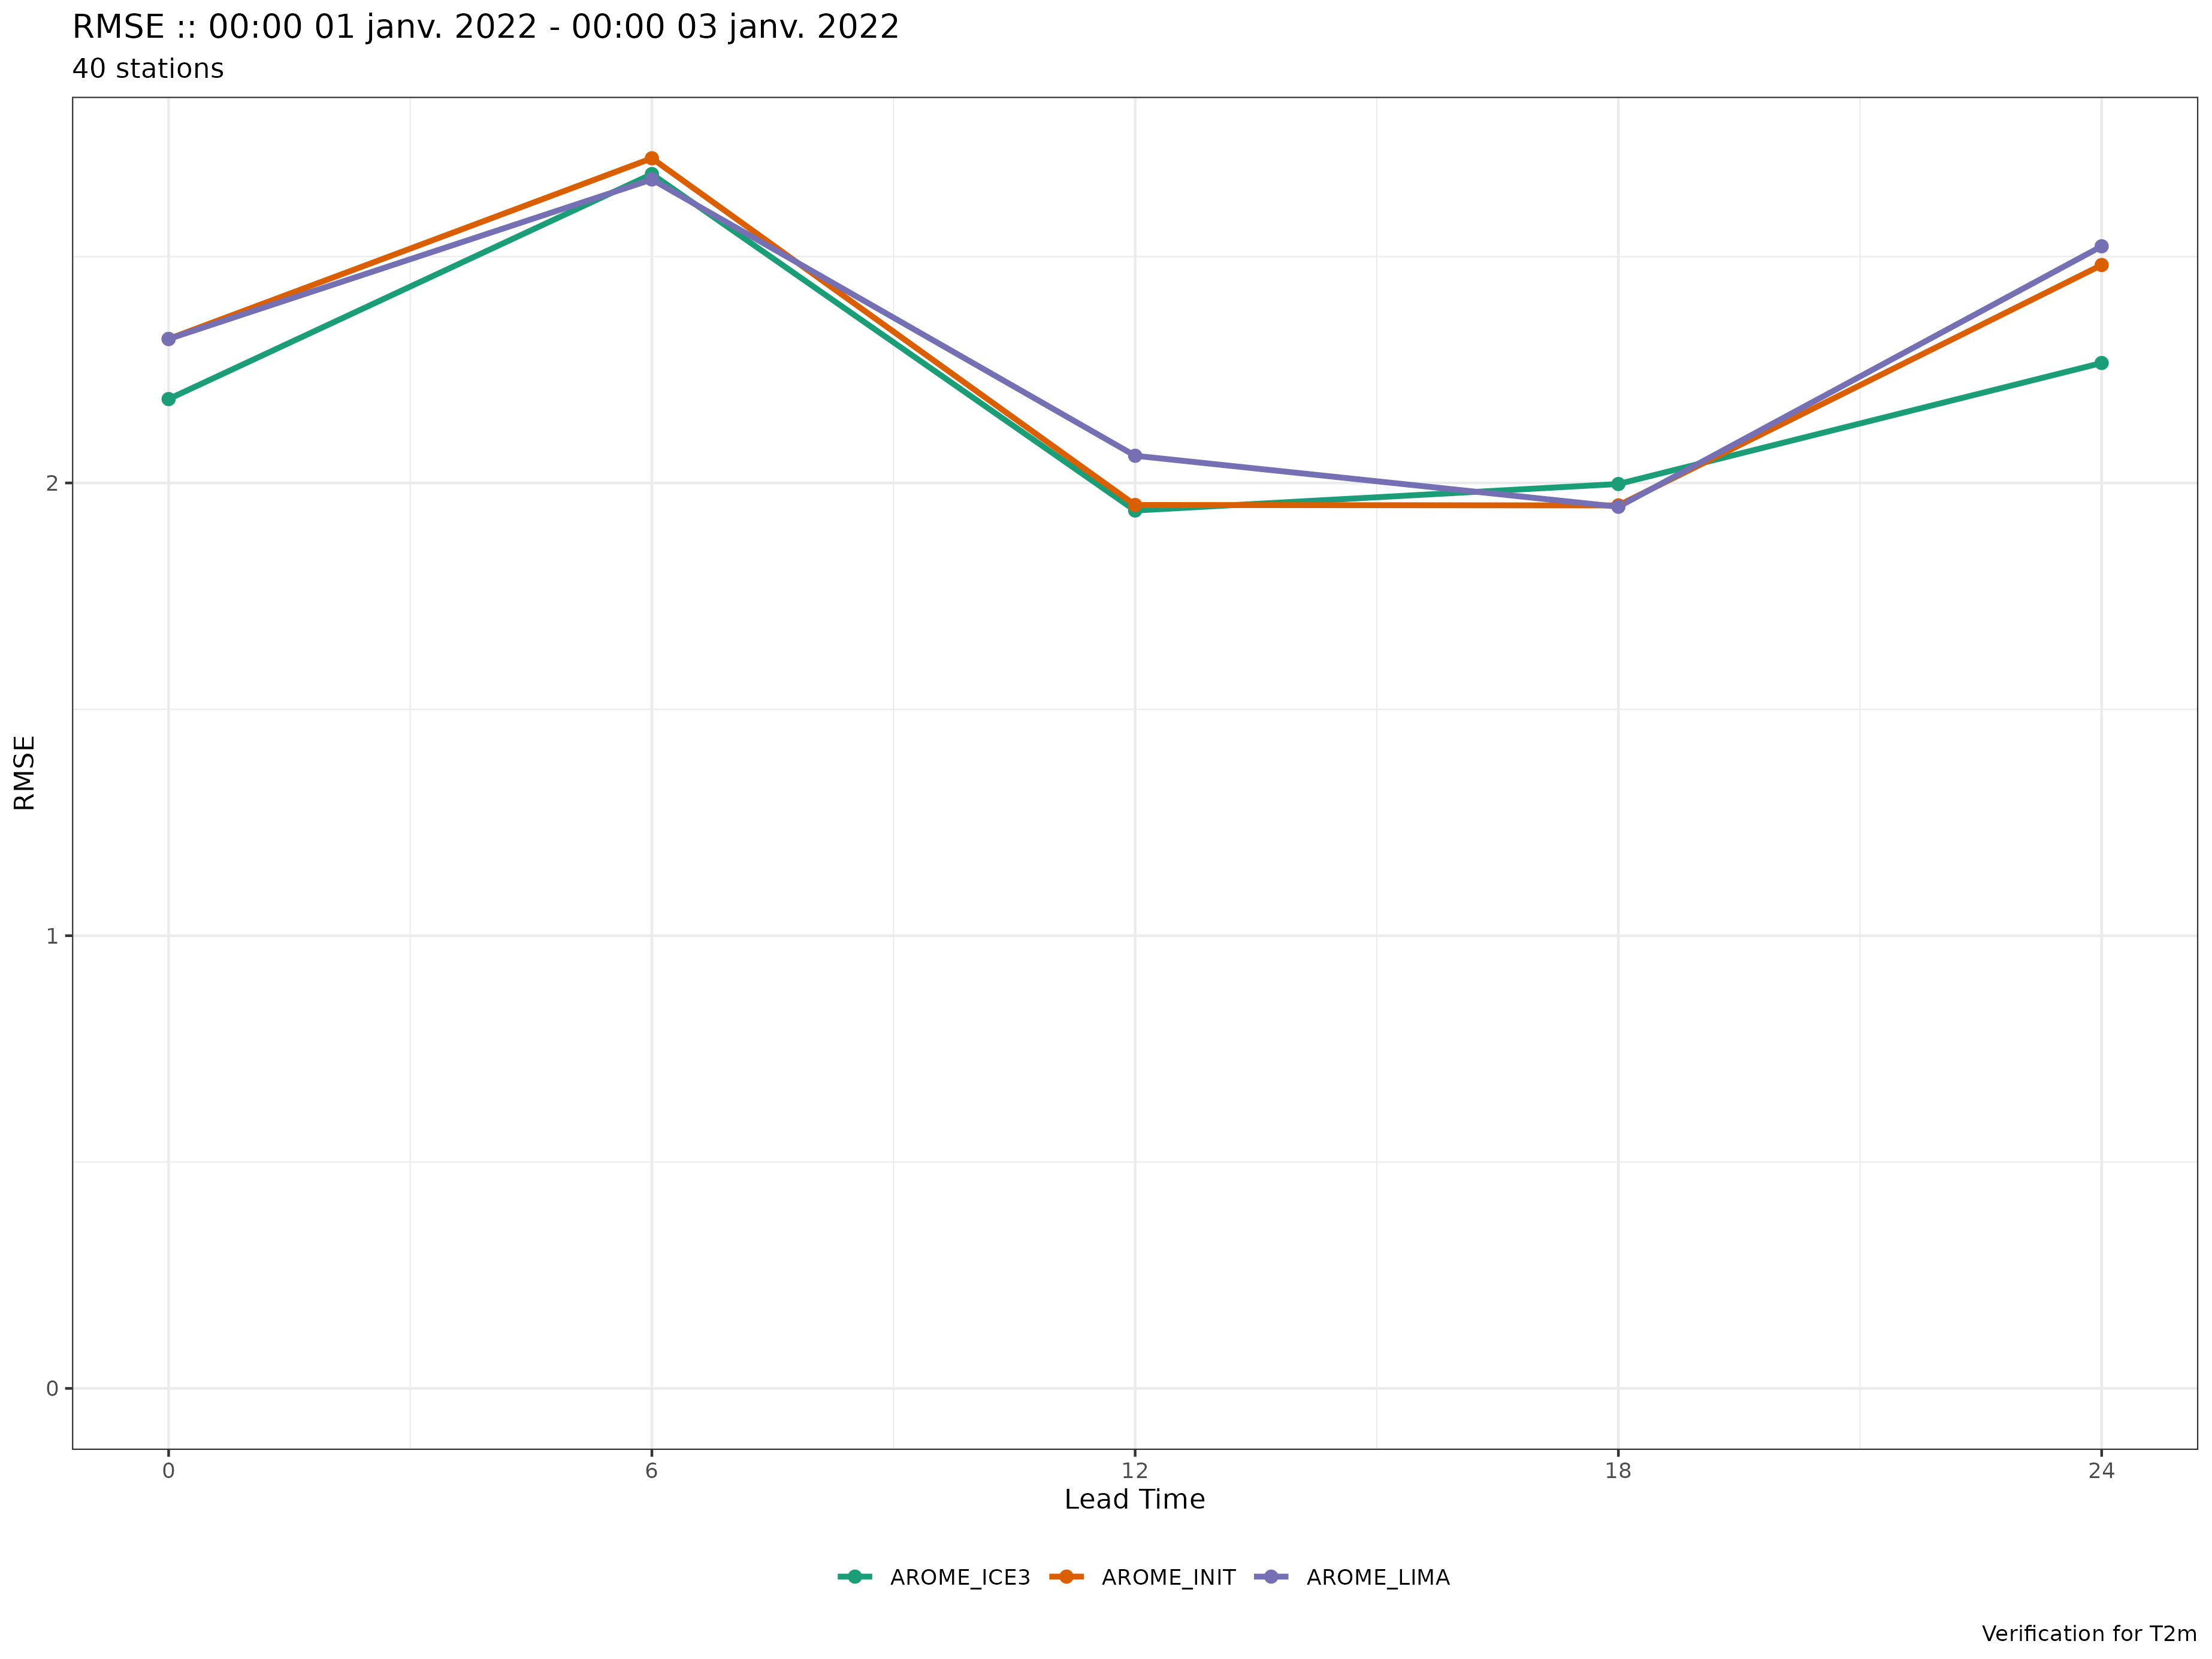 RMSE :: 00:00 01 janv. 2022 - 00:00 03 janv. 2022
40 stations
2
1
0
RMSE
0 6 12 18 24
Lead Time
AROME_ICE3 AROME_INIT AROME_LIMA
Verification for T2m